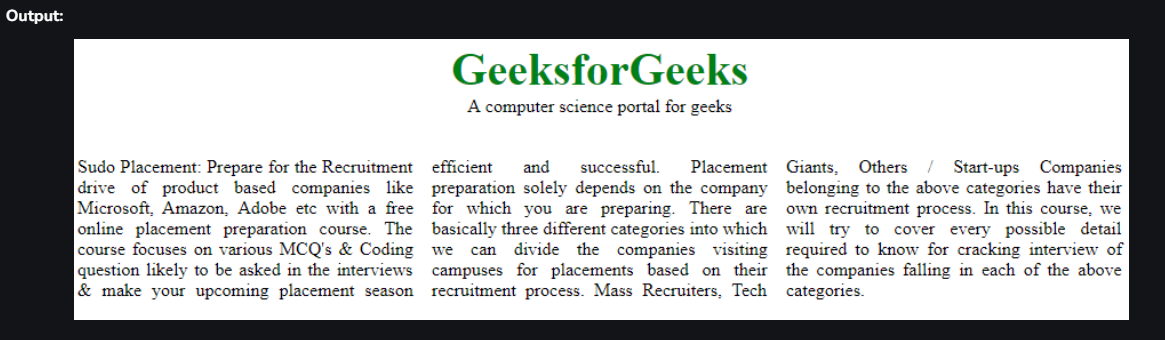 Output:
GeeksforGeeks
A computer science portal for geeks
Sudo Placement: Prepare for the Recruitment
drive of product based companies like
Microsoft, Amazon, Adobe etc with a free
online placement preparation course. The
course focuses on various MCQ's & Coding
question likely to be asked in the interviews
& make your upcoming placement season
efficient and successful. Placement
preparation solely depends on the company
for which you are preparing. There are
basically three different categories into which
we can divide the companies visiting
campuses for placements based on their
recruitment process. Mass Recruiters, Tech
Giants, Others / Start-ups Companies
belonging to the above categories have their
own recruitment process. In this course, we
will try to cover every possible detail
required to know for cracking interview of
the companies falling in each of the above
categories.